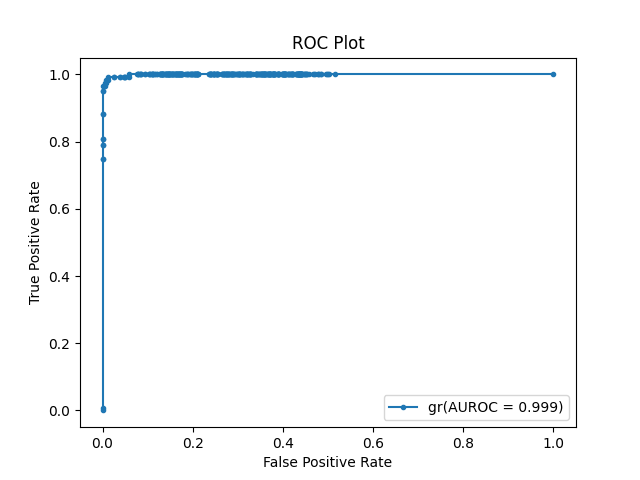 ROC Plot
1.0
0.8
0.6
0.4
0.2
0.0
True Positive Rate
gr(AUROC = 0.999)
0.0 0.2 0.4 0.6 0.8 1.0
False Positive Rate